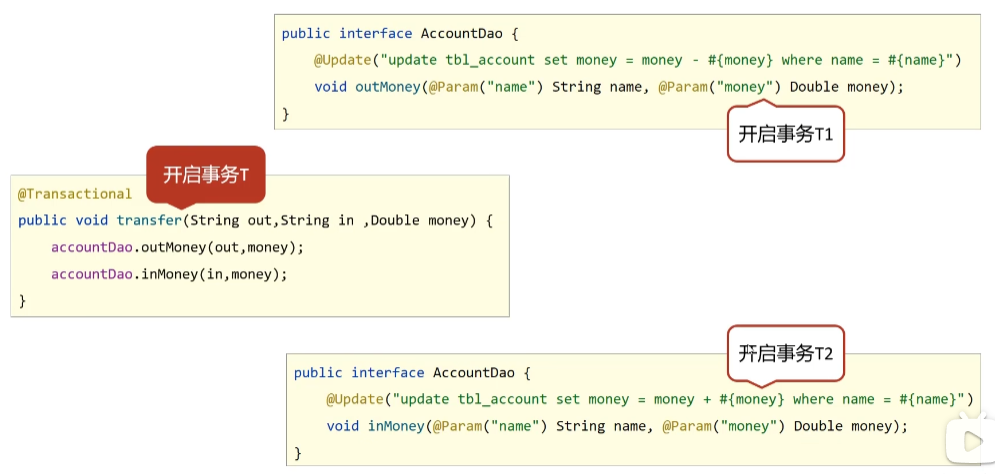 public interface AccountDao {
@Update("update tbl_account set money = money - #{money} where name = #{name}")
void outMoney(@Param("name") String name, @Param("money") Double money);
}
开启事务T1
开启事务T
@Transactional
public void transfer(String out,String in ,Double money) {
accountDao.outMoney(out,money);
accountDao.inMoney(in,money);
}
开启事务T2
public interface AccountDao {
@Update("update tbl_account set money = money + #{money} where name = #{name}")
void inMoney(@Param("name") String name, @Param("money") Double money);
}